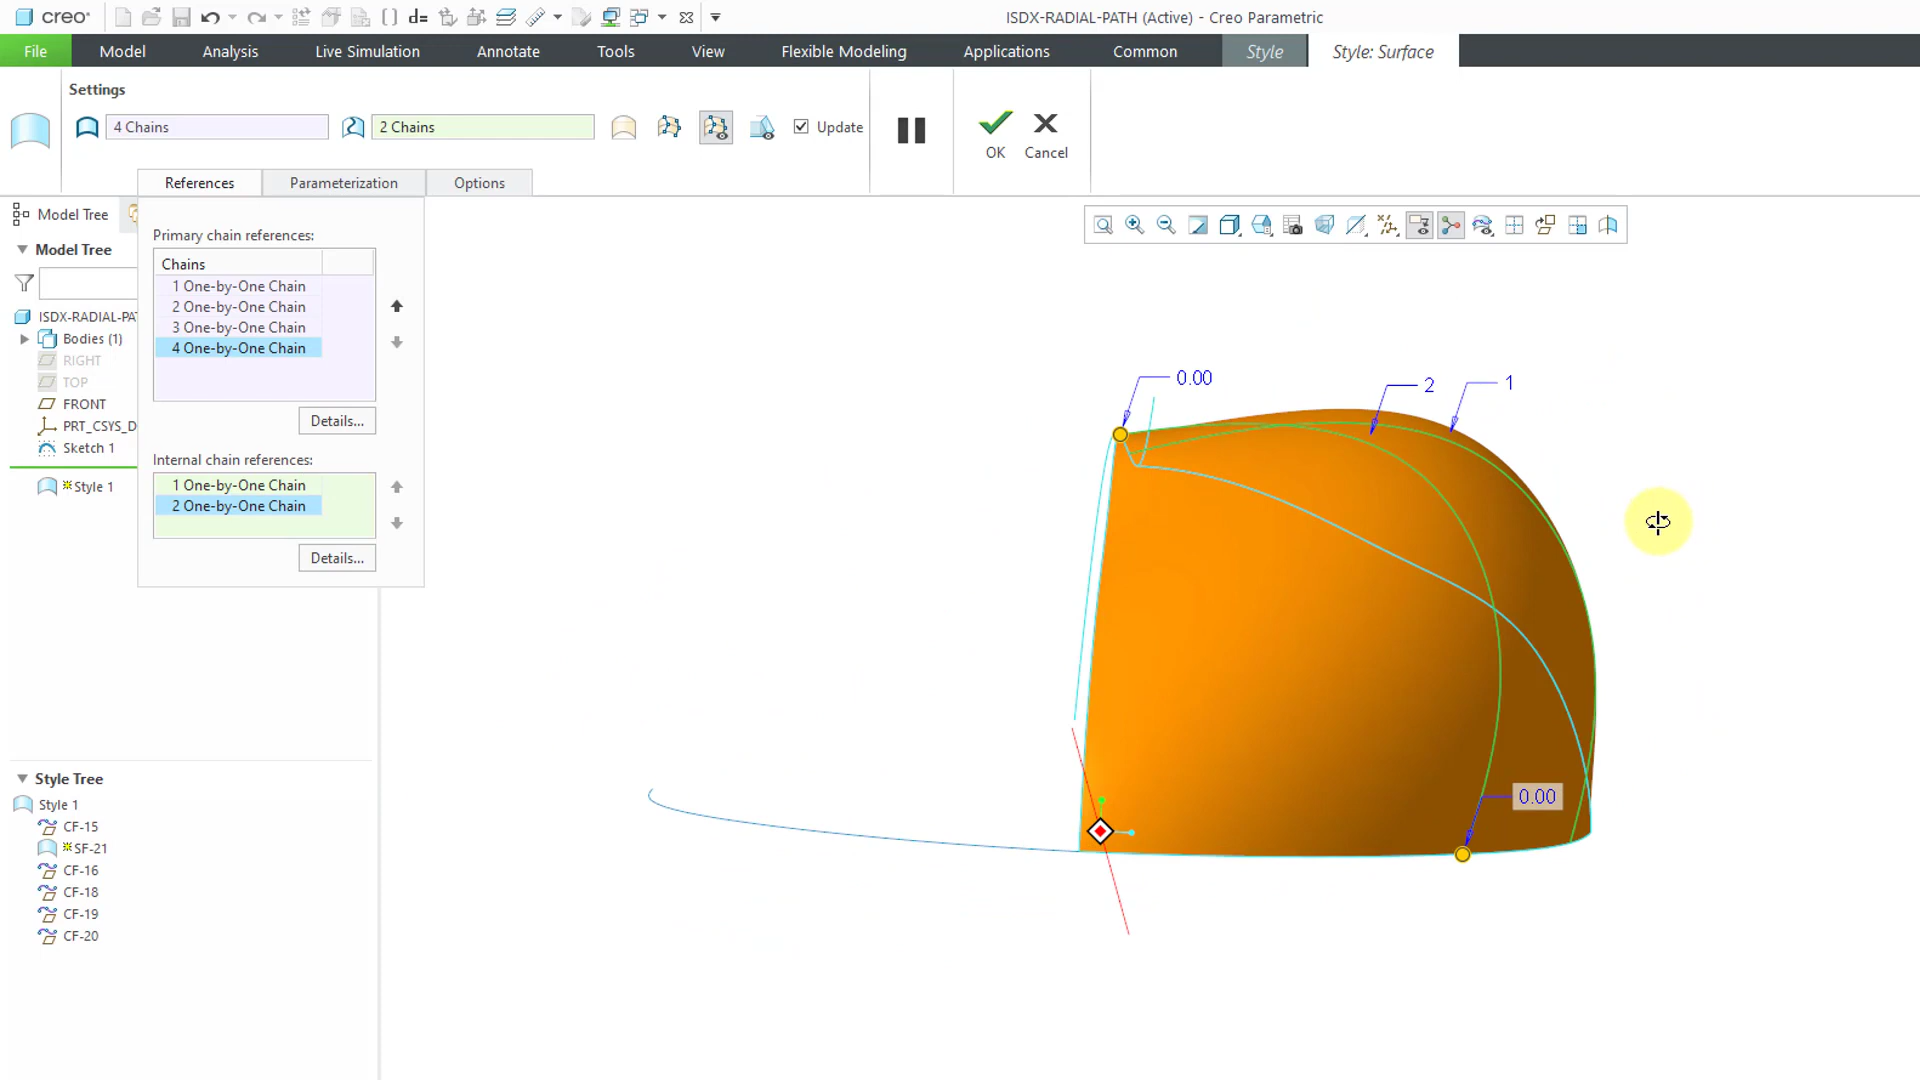 creo
d=
ISDX-RADIAL-PATH (Active) - Creo Parametric
File
Model
Analysis
Live Simulation
Annotate
Tools
View
Flexible Modeling
Applications
Common
Style
Style: Surface
Settings
4 Chains
2 Chains
Update
OK
Cancel
References
Parameterization
Options
Model Tree
Model Tree
Primary chain references:
Chains
1 One-by-One Chain
2 One-by-One Chain
3 One-by-One Chain
4 One-by-One Chain
Details...
Internal chain references:
1 One-by-One Chain
2 One-by-One Chain
Details...
ISDX-RADIAL-PA
Bodies (1)
RIGHT
TOP
FRONT
PRT_CSYS_D
Sketch 1
Style 1
0.00
2
1
0.00
Style Tree
Style 1
CF-15
SF-21
CF-16
CF-18
CF-19
CF-20